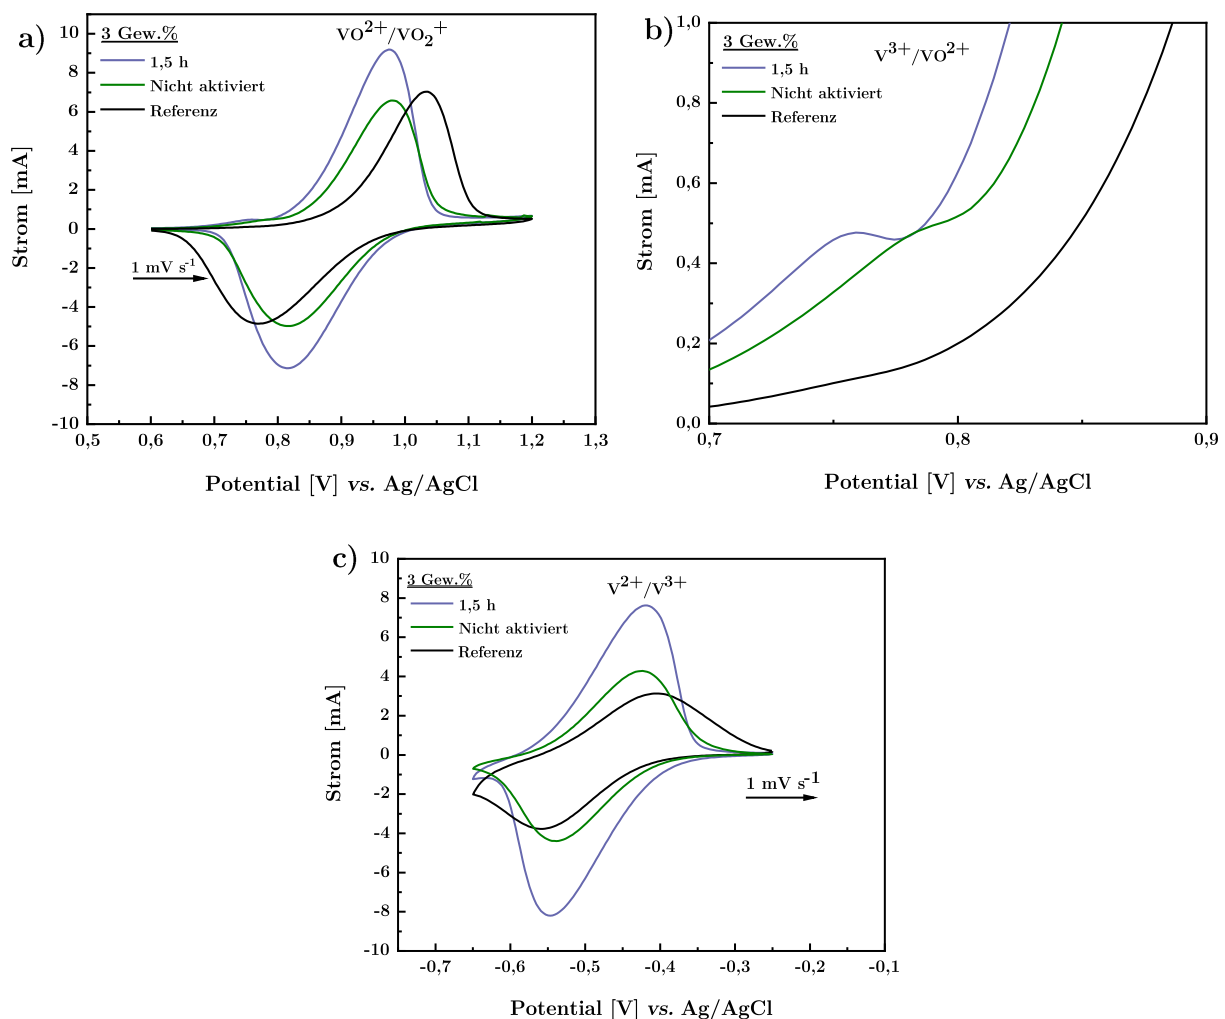 a)
3 Gew.%
1,5 h
Nicht aktiviert
Referenz
VO2+/VO2+
10
8
6
4
2
0
-2
-4
-6
-8
-10
Strom [mA]
1 mV s-1
0,5 0,6 0,7 0,8 0,9 1,0 1,1 1,2 1,3
Potential [V] vs. Ag/AgCl
b)
3 Gew.%
1,5 h
Nicht aktiviert
Referenz
V3+/VO2+
1,0
0,8
0,6
0,4
0,2
0,0
Strom [mA]
0,7 0,8 0,9
Potential [V] vs. Ag/AgCl
c)
3 Gew.%
1,5 h
Nicht aktiviert
Referenz
V2+/V3+
10
8
6
4
2
0
-2
-4
-6
-8
-10
Strom [mA]
1 mV s-1
-0,7 -0,6 -0,5 -0,4 -0,3 -0,2 -0,1
Potential [V] vs. Ag/AgCl